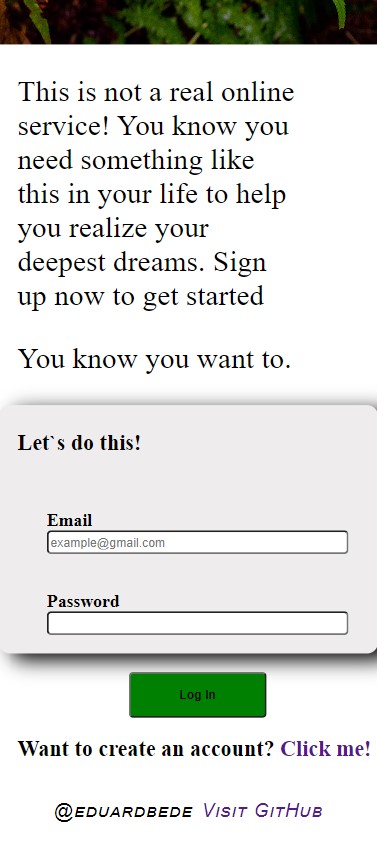 This is not a real online
service! You know you
need something like
this in your life to help
you realize your
deepest dreams. Sign
up now to get started
You know you want to.
Let`s do this!
Email
example@gmail.com
Password
Log In
Want to create an account? Click me!
@eduardbede Visit GitHub